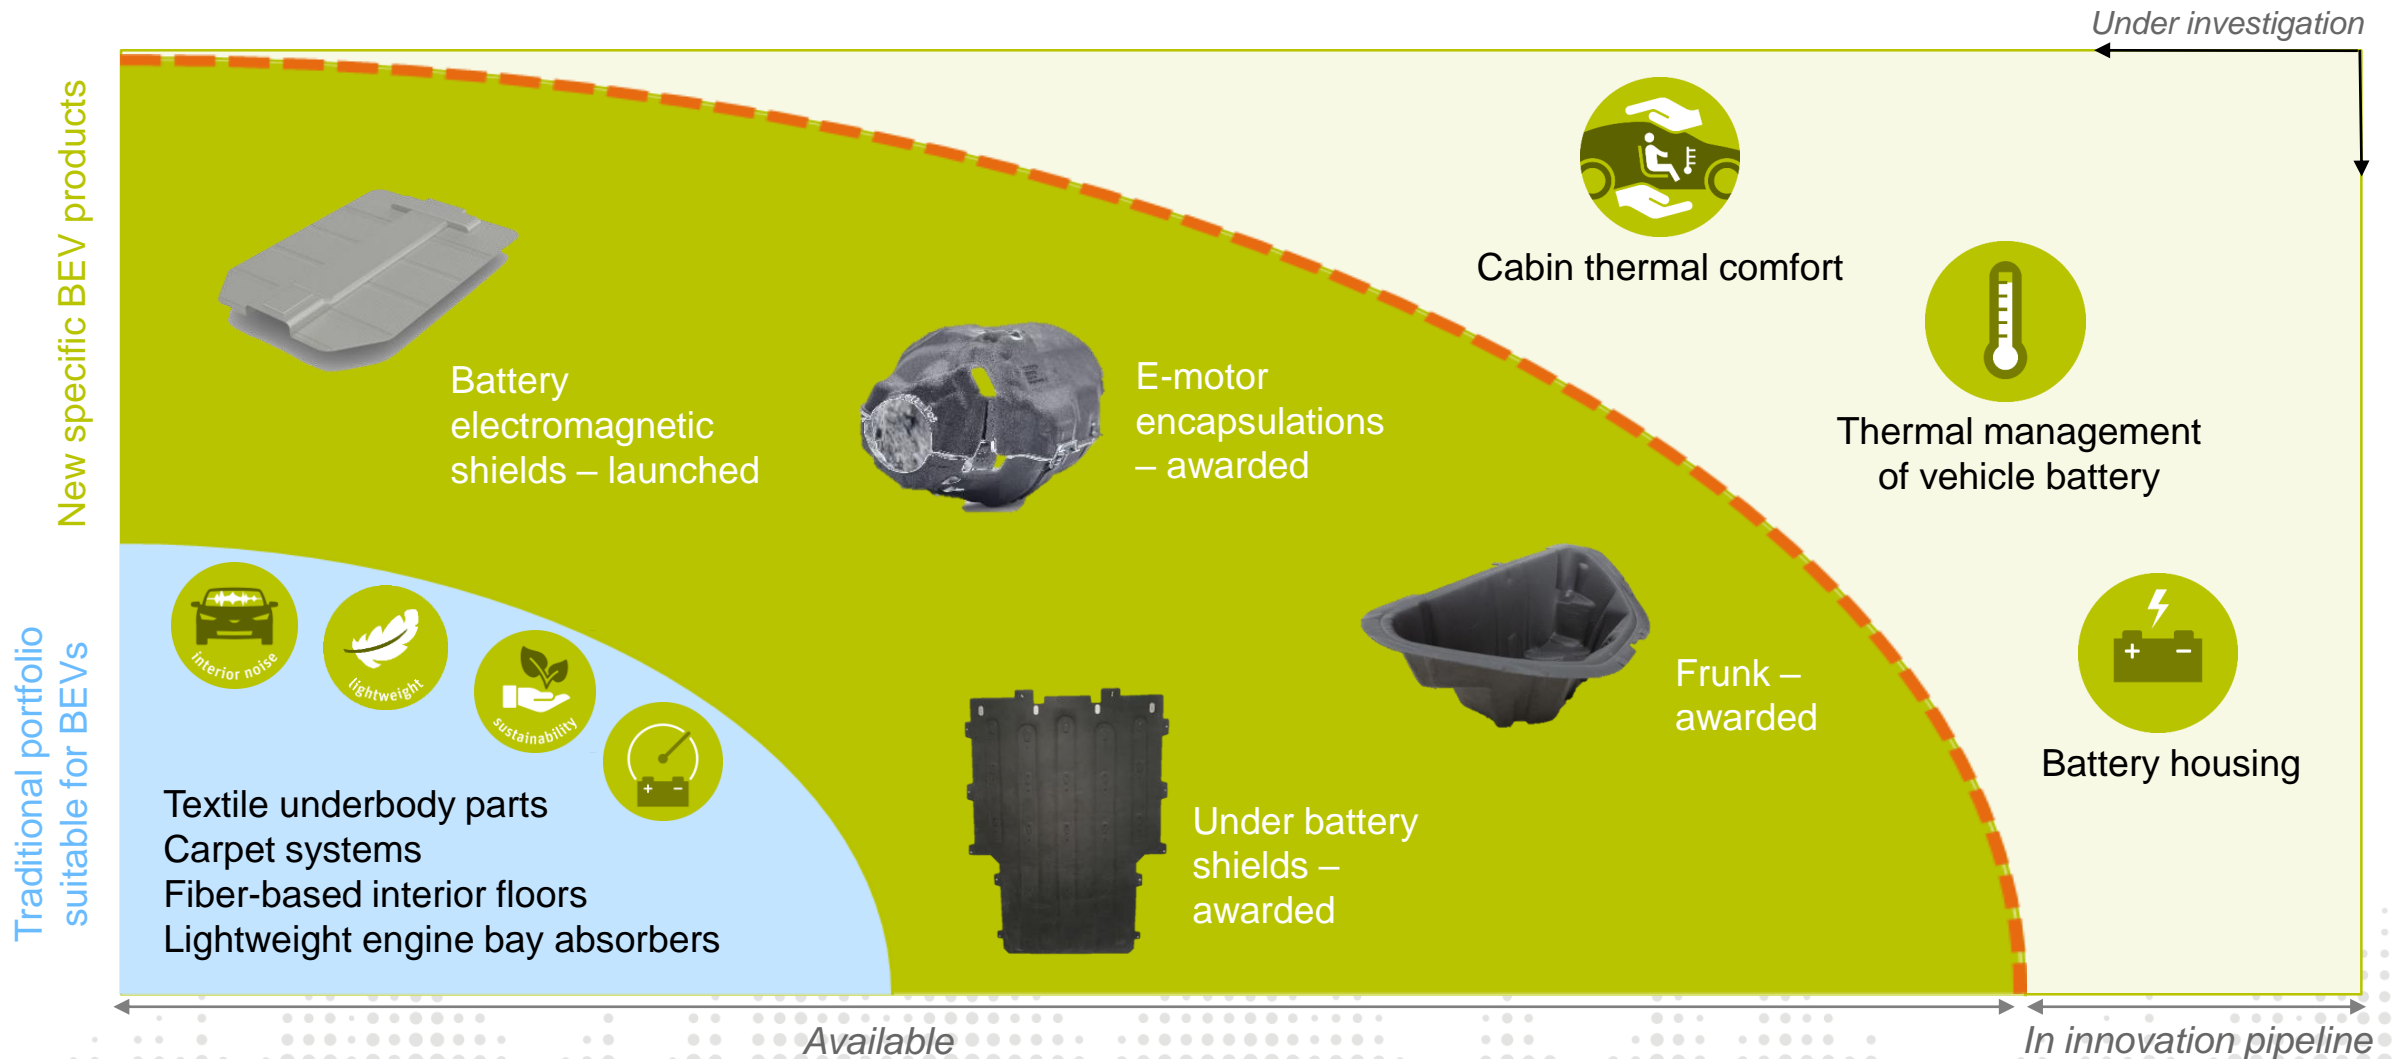 Under investigation
New specific BEV products
Cabin thermal comfort
Thermal management
of vehicle battery
Battery
electromagnetic
shields – launched
E-motor
encapsulations
– awarded
Frunk –
awarded
Battery housing
Under battery
shields –
awarded
Traditional portfolio
suitable for BEVs
interior noise
lightweight
sustainability
+ −
+ −
Textile underbody parts
Carpet systems
Fiber-based interior floors
Lightweight engine bay absorbers
Available
In innovation pipeline